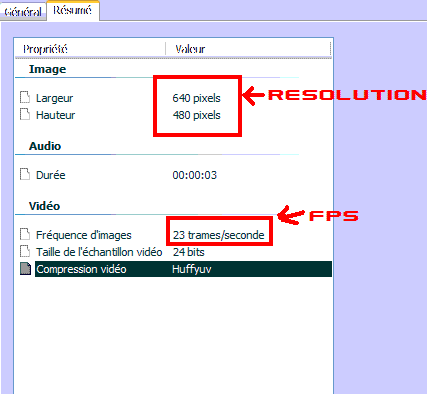 Général Résumé
Propriété Valeur
Image
Largeur 640 pixels
RESOLUTION
Hauteur 480 pixels
Audio
Durée 00:00:03
Vidéo
FPS
Fréquence d'images 23 trames/seconde
Taille de l'échantillon vidéo 24 bits
Compression vidéo Huffyuv